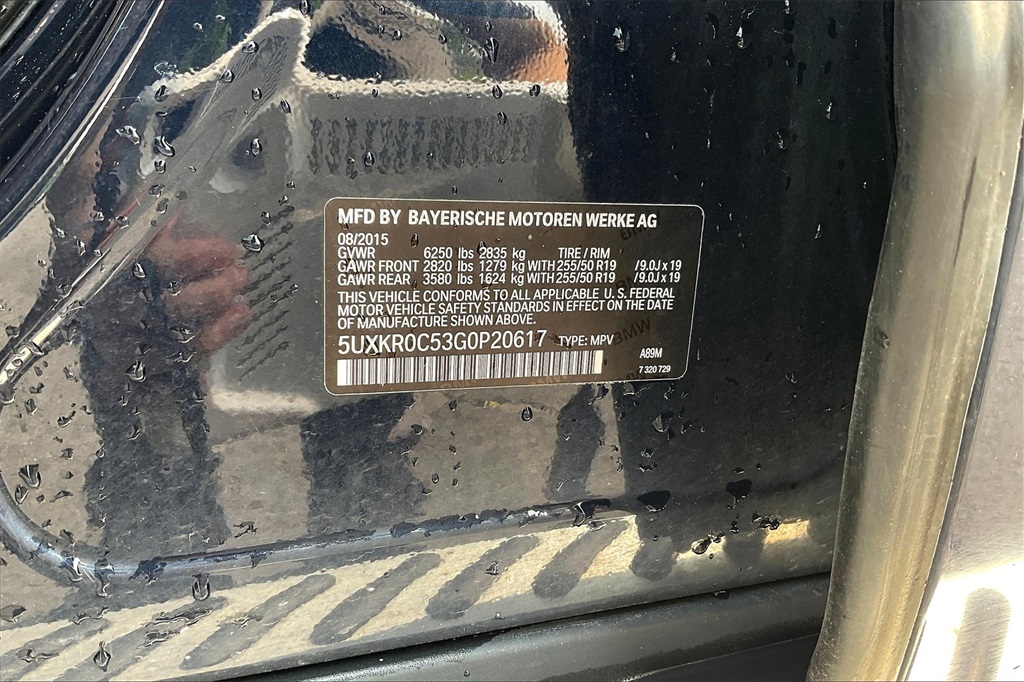 MFD BY BAYERISCHE MOTOREN WERKE AG
08/2015
GVWR 6250 lbs 2835 kg TIRE / RIM
GAWR FRONT 2820 lbs 1279 kg WITH 255/50 R19 /9.0J x 19
GAWR REAR 3580 lbs 1624 kg WITH 255/50 R19 /9.0J x 19
THIS VEHICLE CONFORMS TO ALL APPLICABLE U.S. FEDERAL
MOTOR VEHICLE SAFETY STANDARDS IN EFFECT ON THE DATE
OF MANUFACTURE SHOWN ABOVE.
5UXKR0C53G0P20617 TYPE: MPV
A89M
7 320 729
BMW